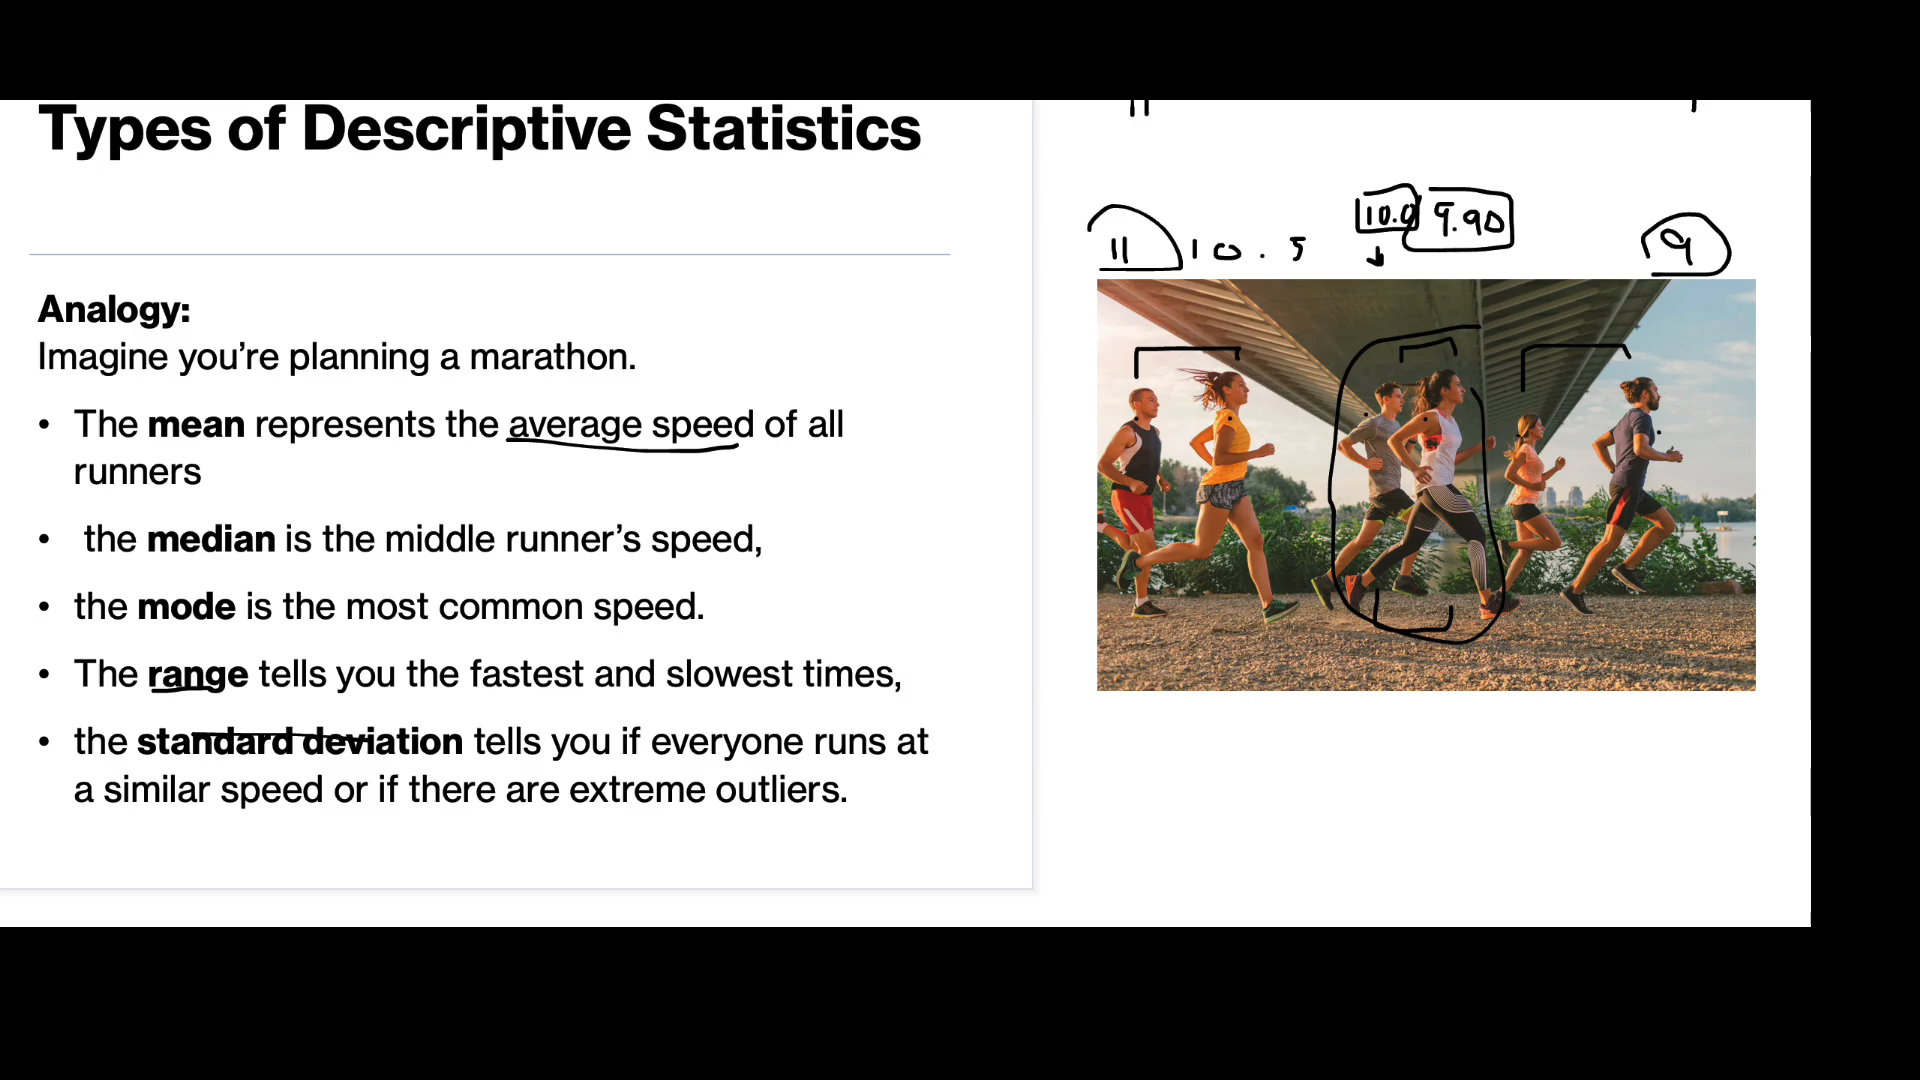 Types of Descriptive Statistics
Analogy:
Imagine you’re planning a marathon.
• The mean represents the average speed of all
runners
• the median is the middle runner’s speed,
• the mode is the most common speed.
• The range tells you the fastest and slowest times,
• the standard deviation tells you if everyone runs at
a similar speed or if there are extreme outliers.
11 10.5 10.0 9.90 9